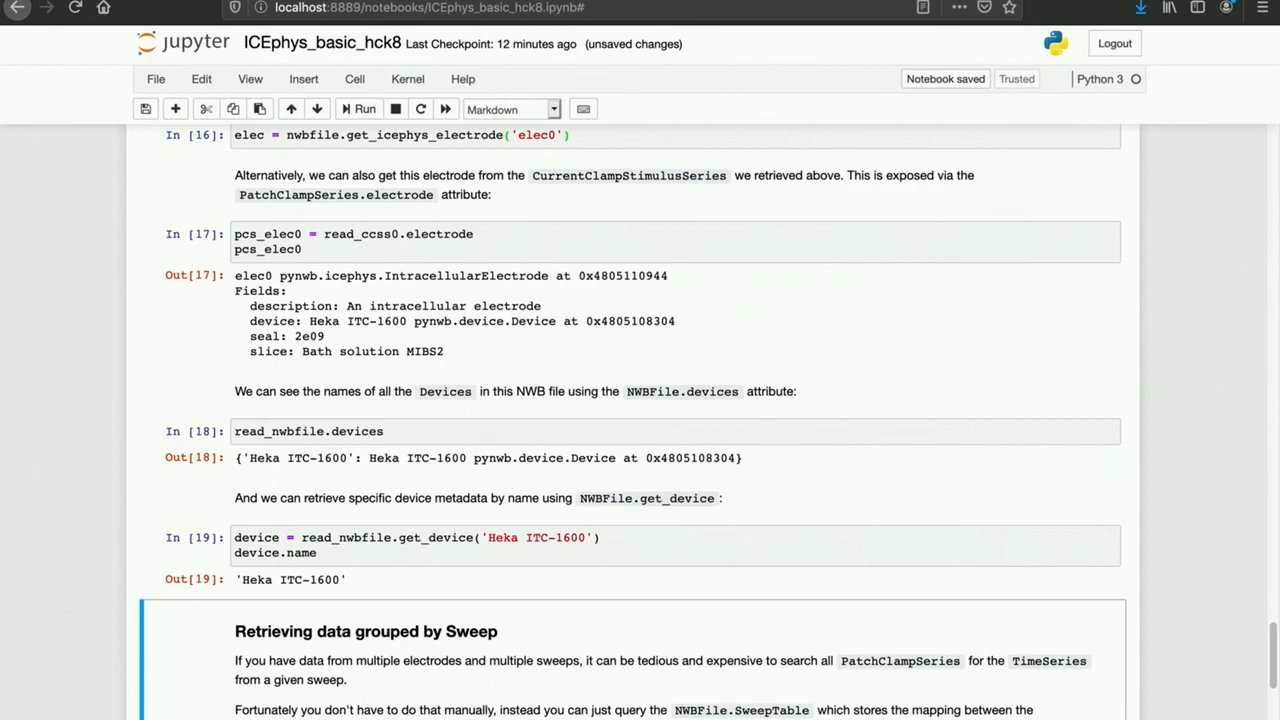 localhost:8889/notebooks/ICEphys_basic_hck8.ipynb#
jupyter ICEphys_basic_hck8 Last Checkpoint: 12 minutes ago (unsaved changes) Logout
File Edit View Insert Cell Kernel Help Notebook saved Trusted Python 3
Run Markdown
In [16]: elec = nwbfile.get_icephys_electrode('elec0')
Alternatively, we can also get this electrode from the CurrentClampStimulusSeries we retrieved above. This is exposed via the
PatchClampSeries.electrode attribute:
In [17]: pcs_elec0 = read_ccss0.electrode
pcs_elec0
Out[17]: elec0 pynwb.icephys.IntracellularElectrode at 0x4805110944
Fields:
description: An intracellular electrode
device: Heka ITC-1600 pynwb.device.Device at 0x4805108304
seal: 2e09
slice: Bath solution MIBS2
We can see the names of all the Devices in this NWB file using the NWBFile.devices attribute:
In [18]: read_nwbfile.devices
Out[18]: {'Heka ITC-1600': Heka ITC-1600 pynwb.device.Device at 0x4805108304}
And we can retrieve specific device metadata by name using NWBFile.get_device :
In [19]: device = read_nwbfile.get_device('Heka ITC-1600')
device.name
Out[19]: 'Heka ITC-1600'
Retrieving data grouped by Sweep
If you have data from multiple electrodes and multiple sweeps, it can be tedious and expensive to search all PatchClampSeries for the TimeSeries
from a given sweep.
Fortunately you don't have to do that manually, instead you can just query the NWBFile.SweepTable which stores the mapping between the